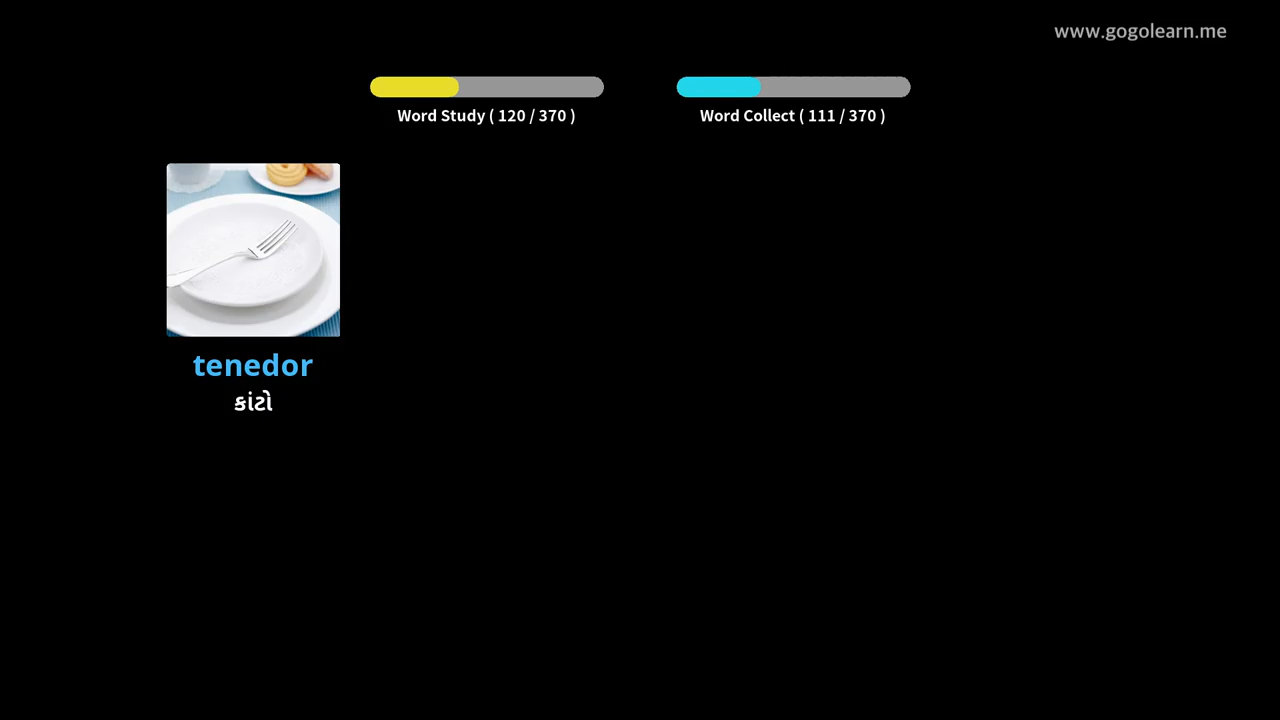 www.gogolearn.me
Word Study ( 120 / 370 )
Word Collect ( 111 / 370 )
tenedor
કાંટો